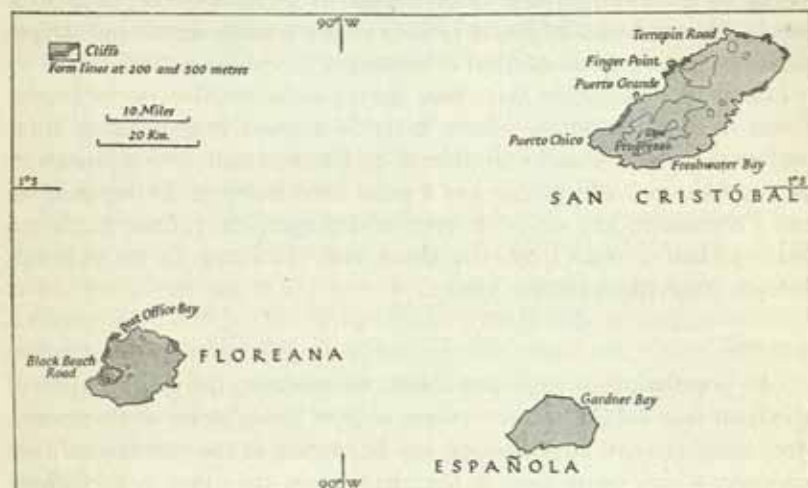 90° W
Cliffs
Form lines at 200 and 500 metres
10 Miles
20 Km.
Terrapin Road
Finger Point
Puerto Grande
Puerto Chico
Progreso
Freshwater Bay
1° S
1° S
SAN CRISTÓBAL
Post Office Bay
Black Beach
Road
FLOREANA
Gardner Bay
ESPAÑOLA
90° W